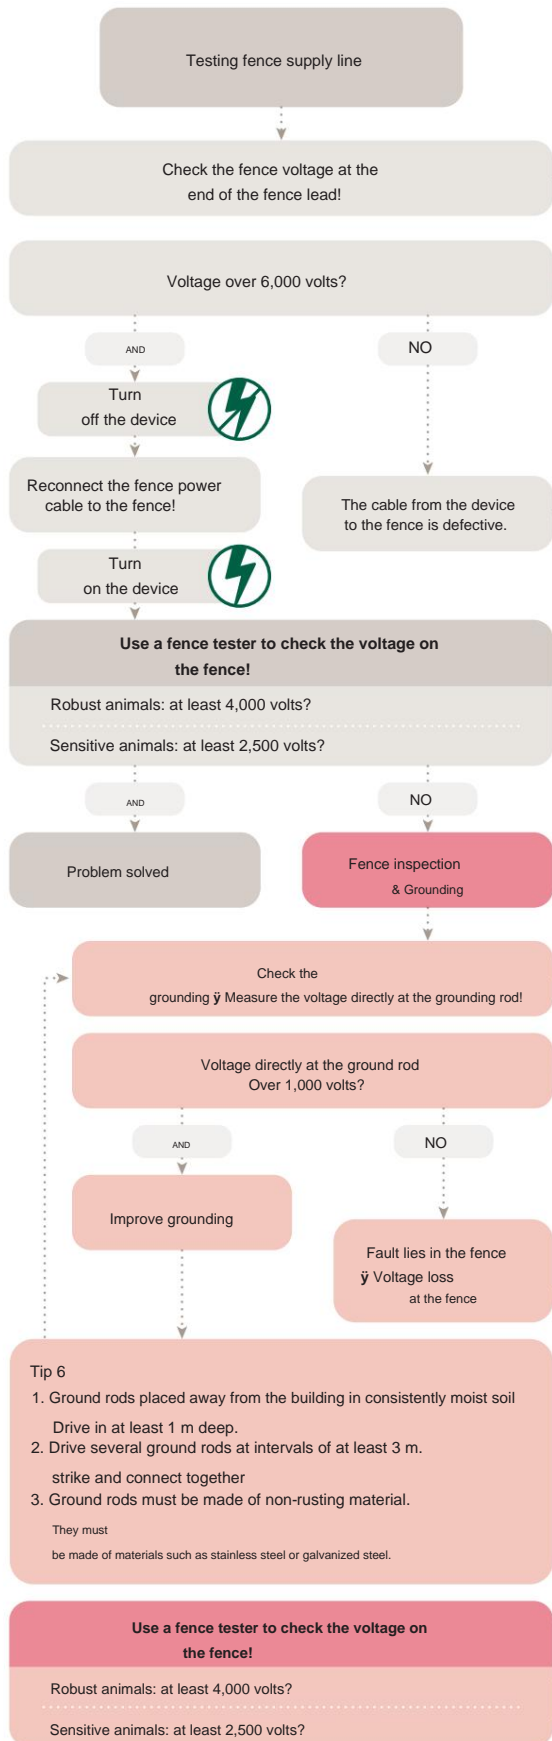 Testing fence supply line
Check the fence voltage at the
end of the fence lead!
Voltage over 6,000 volts?
AND
NO
Turn
off the device
Reconnect the fence power
cable to the fence!
The cable from the device
to the fence is defective.
Turn
on the device
Use a fence tester to check the voltage on
the fence!
Robust animals: at least 4,000 volts?
Sensitive animals: at least 2,500 volts?
AND
NO
Problem solved
Fence inspection
& Grounding
Check the
grounding ÿ Measure the voltage directly at the grounding rod!
Voltage directly at the ground rod
Over 1,000 volts?
AND
NO
Improve grounding
Fault lies in the fence
ÿ Voltage loss
at the fence
Tip 6
1. Ground rods placed away from the building in consistently moist soil
Drive in at least 1 m deep.
2. Drive several ground rods at intervals of at least 3 m.
strike and connect together
3. Ground rods must be made of non-rusting material.
They must
be made of materials such as stainless steel or galvanized steel.
Use a fence tester to check the voltage on
the fence!
Robust animals: at least 4,000 volts?
Sensitive animals: at least 2,500 volts?